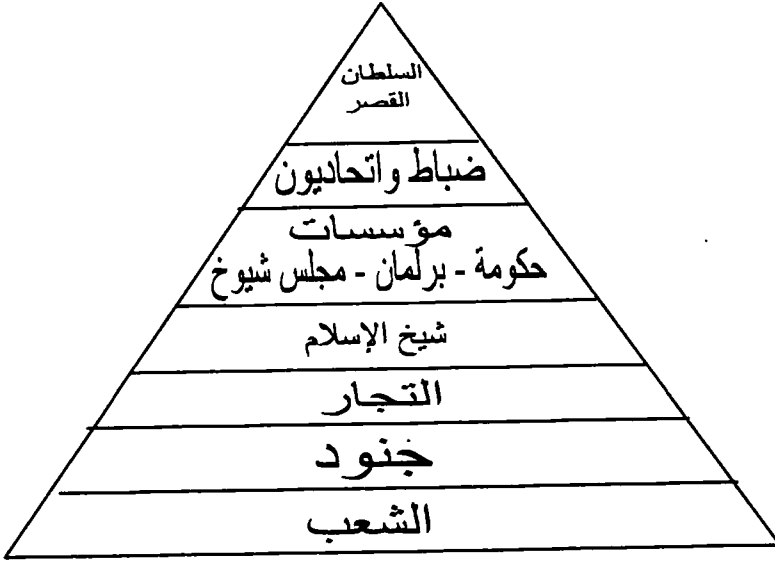 السلطان
القصر
ضباط واتحاديون
مؤسسات
حكومة - برلمان - مجلس شيوخ
شيخ الإسلام
التجار
جنود
الشعب